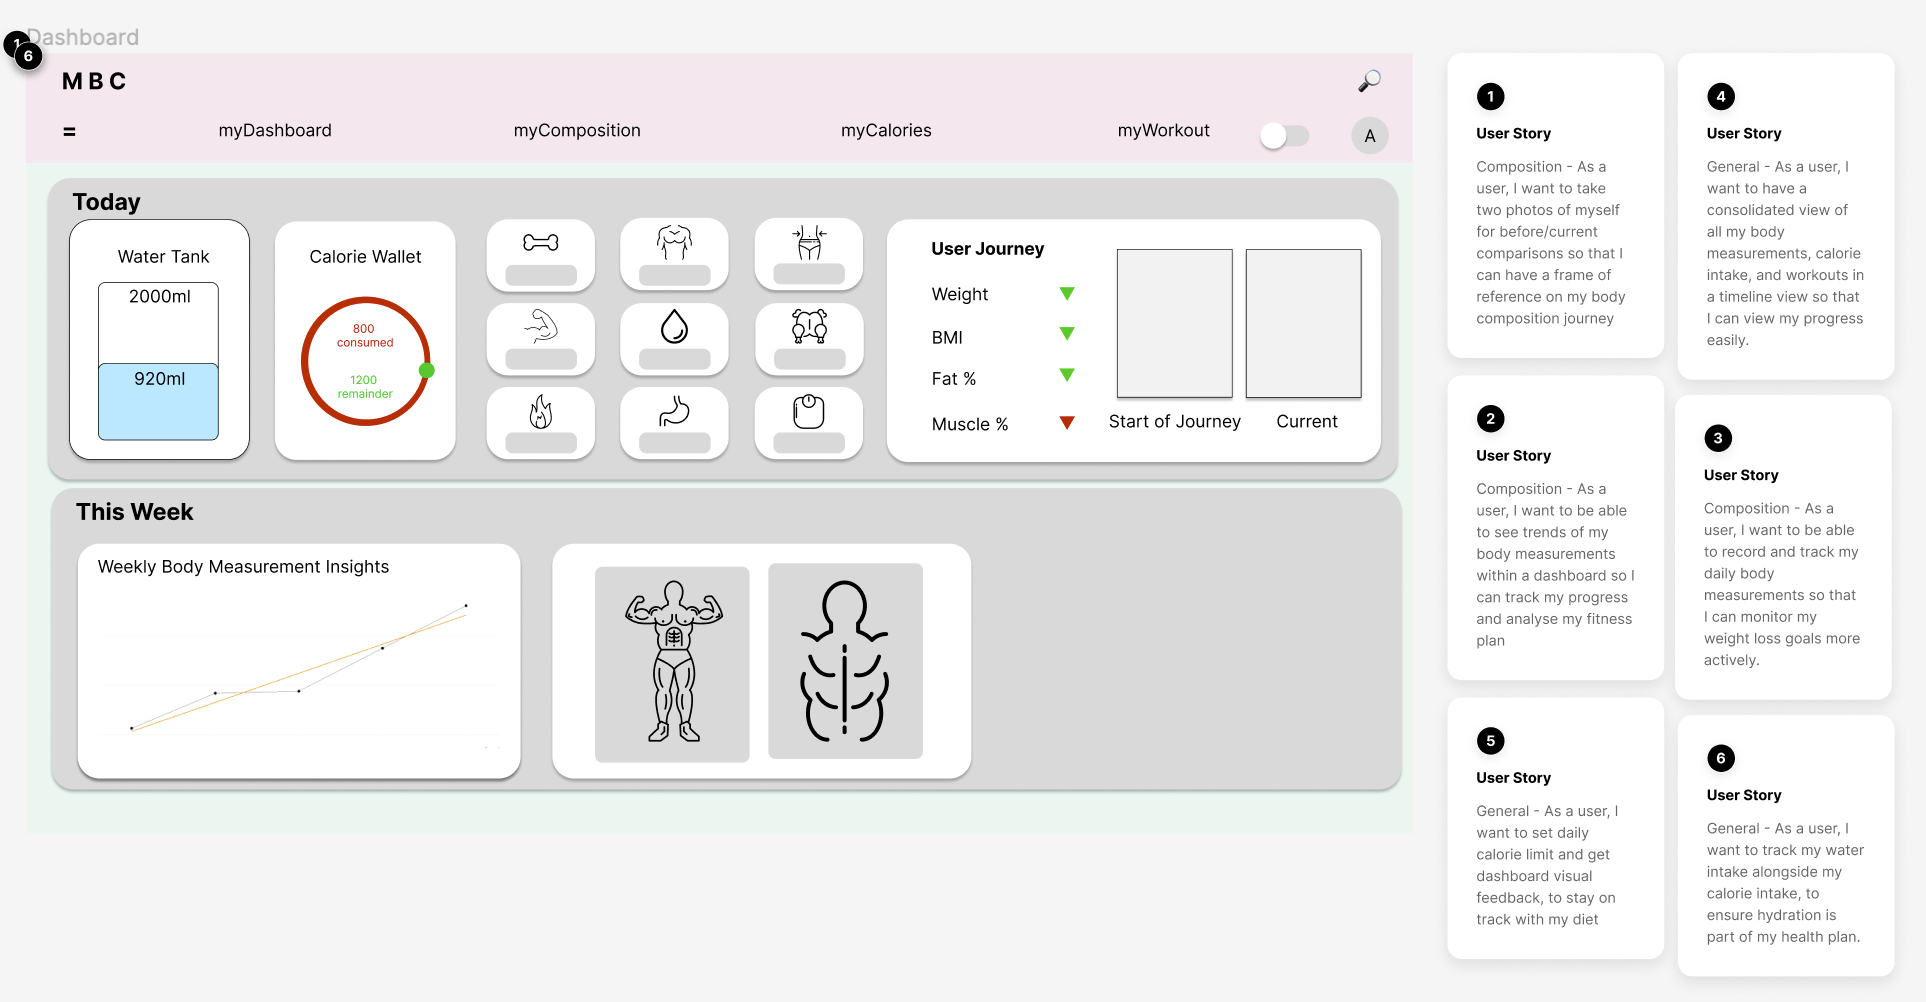 Dashboard
1
6
M B C
=
myDashboard
myComposition
myCalories
myWorkout
A
Today
Water Tank
2000ml
920ml
Calorie Wallet
800
consumed
1200
remainder
User Journey
Weight
BMI
Fat %
Muscle %
Start of Journey
Current
This Week
Weekly Body Measurement Insights
1
User Story
Composition - As a
user, I want to take
two photos of myself
for before/current
comparisons so that I
can have a frame of
reference on my body
composition journey
4
User Story
General - As a user, I
want to have a
consolidated view of
all my body
measurements, calorie
intake, and workouts in
a timeline view so that
I can view my progress
easily.
2
User Story
Composition - As a
user, I want to be able
to see trends of my
body measurements
within a dashboard so I
can track my progress
and analyse my fitness
plan
3
User Story
Composition - As a
user, I want to be able
to record and track my
daily body
measurements so that
I can monitor my
weight loss goals more
actively.
5
User Story
General - As a user, I
want to set daily
calorie limit and get
dashboard visual
feedback, to stay on
track with my diet
6
User Story
General - As a user, I
want to track my water
intake alongside my
calorie intake, to
ensure hydration is
part of my health plan.